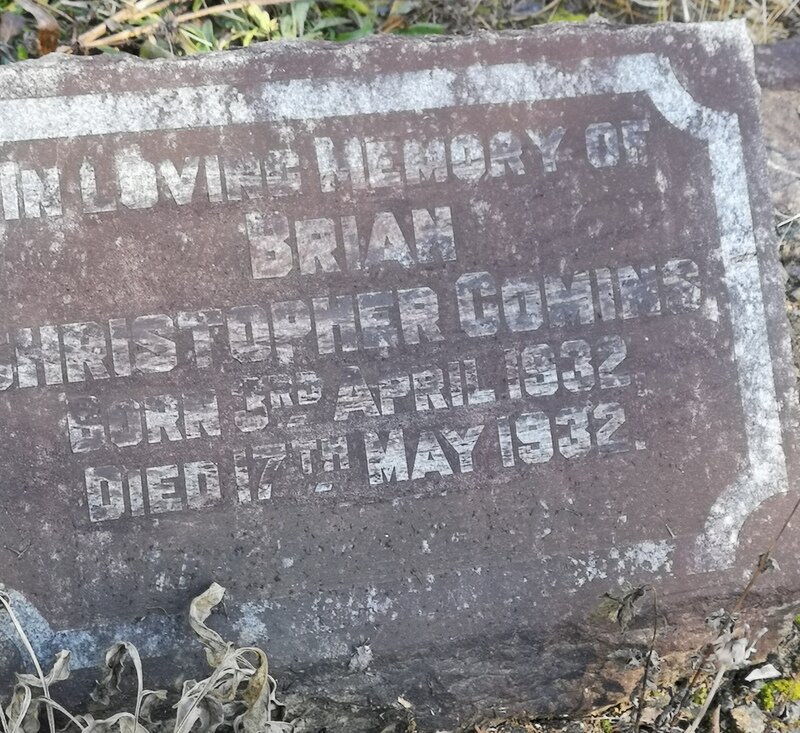 IN LOVING MEMORY OF
BRIAN
CHRISTOPHER COMINS,
BORN 3RD APRIL 1932.
DIED 17TH MAY 1932.